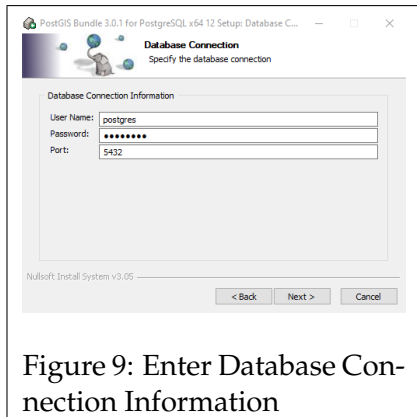 PostGIS Bundle 3.0.1 for PostgreSQL x64 12 Setup: Database C...
Database Connection
Specify the database connection
Database Connection Information
User Name: postgres
Password: ●●●●●●●●
Port: 5432
Nullsoft Install System v3.05
< Back Next > Cancel
Figure 9: Enter Database Con-
nection Information